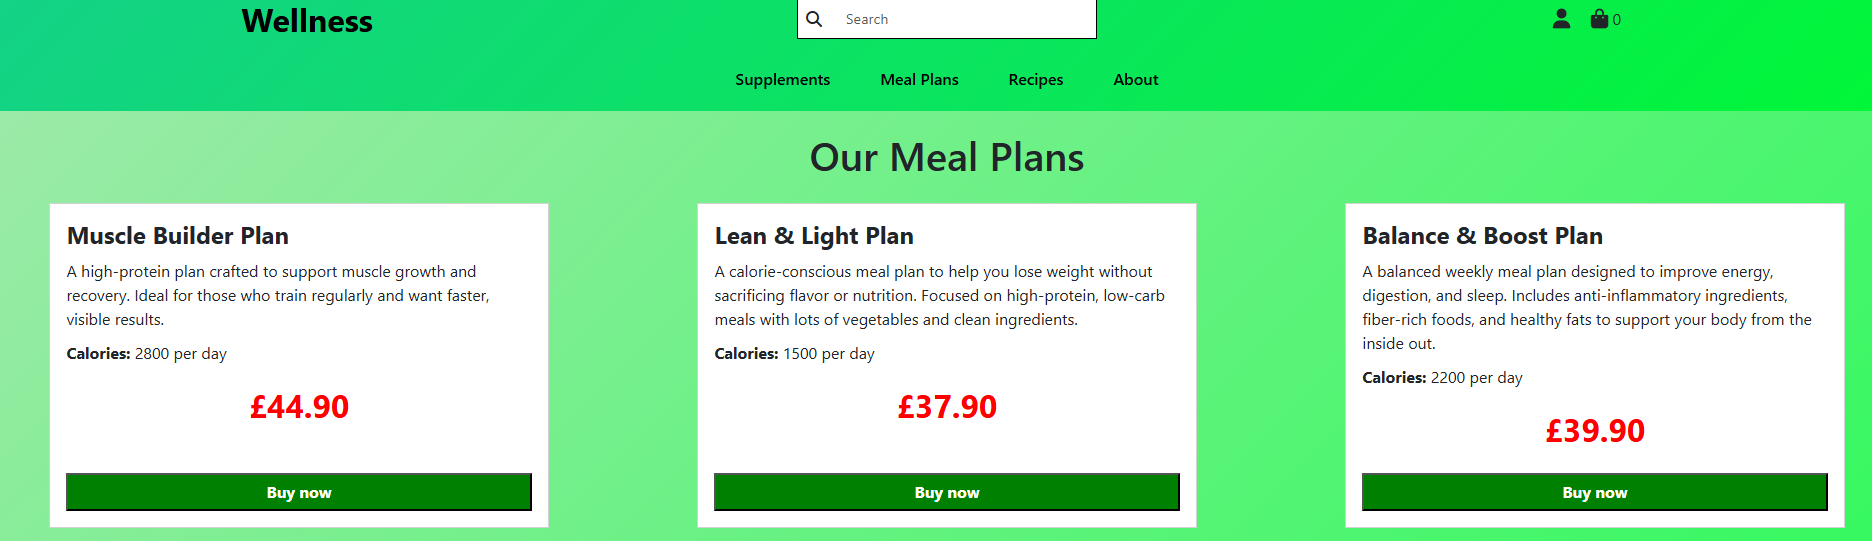 Wellness
Search
0
Supplements
Meal Plans
Recipes
About
Our Meal Plans
Muscle Builder Plan
A high-protein plan crafted to support muscle growth and
recovery. Ideal for those who train regularly and want faster,
visible results.
Calories: 2800 per day
£44.90
Buy now
Lean & Light Plan
A calorie-conscious meal plan to help you lose weight without
sacrificing flavor or nutrition. Focused on high-protein, low-carb
meals with lots of vegetables and clean ingredients.
Calories: 1500 per day
£37.90
Buy now
Balance & Boost Plan
A balanced weekly meal plan designed to improve energy,
digestion, and sleep. Includes anti-inflammatory ingredients,
fiber-rich foods, and healthy fats to support your body from the
inside out.
Calories: 2200 per day
£39.90
Buy now